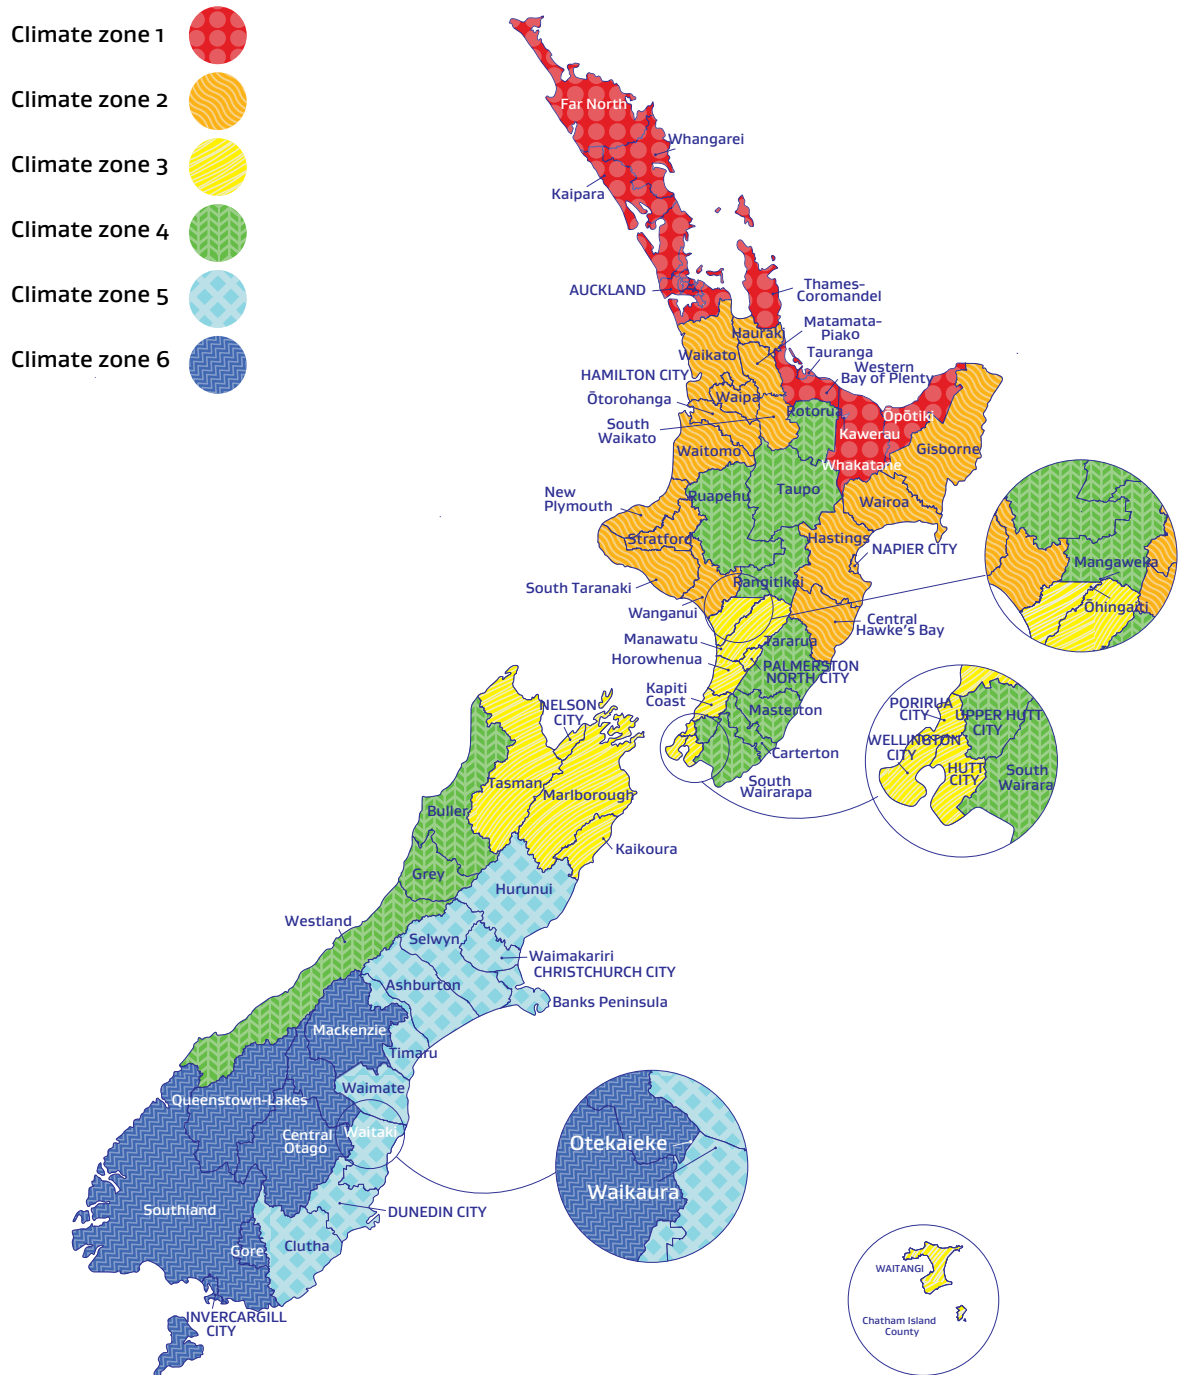 Climate zone 1
Climate zone 2
Climate zone 3
Climate zone 4
Climate zone 5
Climate zone 6
Far North
Whangarei
Kaipara
AUCKLAND
Thames-
Coromandel
Hauraki
Matamata-
Piako
Waikato
Tauranga
Western
Bay of Plenty
HAMILTON CITY
Ōtorohanga
Waipa
Rotorua
Ōpōtiki
South
Waikato
Kawerau
Waitomo
Gisborne
Whakatane
New
Plymouth
Ruapehu
Taupo
Wairoa
Stratford
Hastings
NAPIER CITY
South Taranaki
Rangitikei
Wanganui
Central
Hawke's Bay
Manawatu
Tararua
Horowhenua
PALMERSTON
NORTH CITY
Kapiti
Coast
Masterton
Carterton
South
Wairarapa
Mangaweka
Ōhingaiti
PORIRUA
CITY
UPPER HUTT
CITY
WELLINGTON
CITY
HUTT
CITY
South
Wairara
NELSON
CITY
Tasman
Marlborough
Buller
Kaikoura
Grey
Hurunui
Westland
Selwyn
Waimakariri
CHRISTCHURCH CITY
Ashburton
Banks Peninsula
Mackenzie
Timaru
Waimate
Queenstown-Lakes
Central
Otago
Waitaki
Otekaieke
Waikaura
Southland
DUNEDIN CITY
Gore
Clutha
INVERCARGILL
CITY
WAITANGI
Chatham Island
County